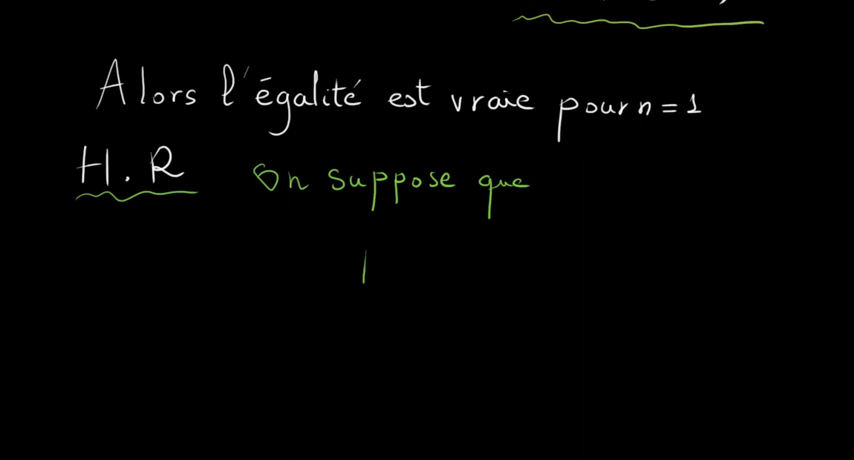 Alors l'égalité est vraie pour n = 1
H.R On suppose que